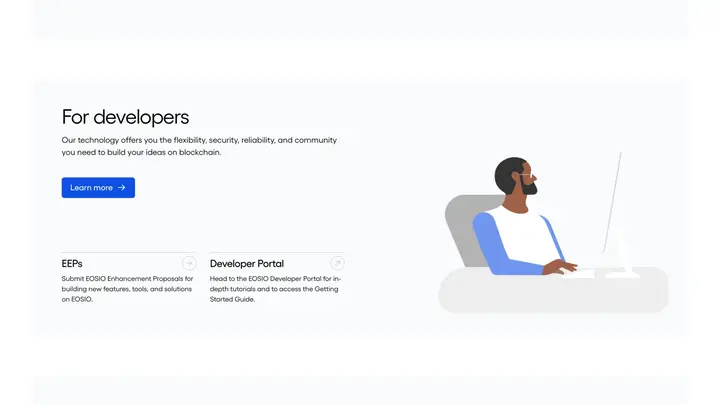 For developers
Our technology offers you the flexibility, security, reliability, and community
you need to build your ideas on blockchain.
Learn more
EEPs
Submit EOSIO Enhancement Proposals for
building new features, tools, and solutions
on EOSIO.
Developer Portal
Head to the EOSIO Developer Portal for in-
depth tutorials and to access the Getting
Started Guide.